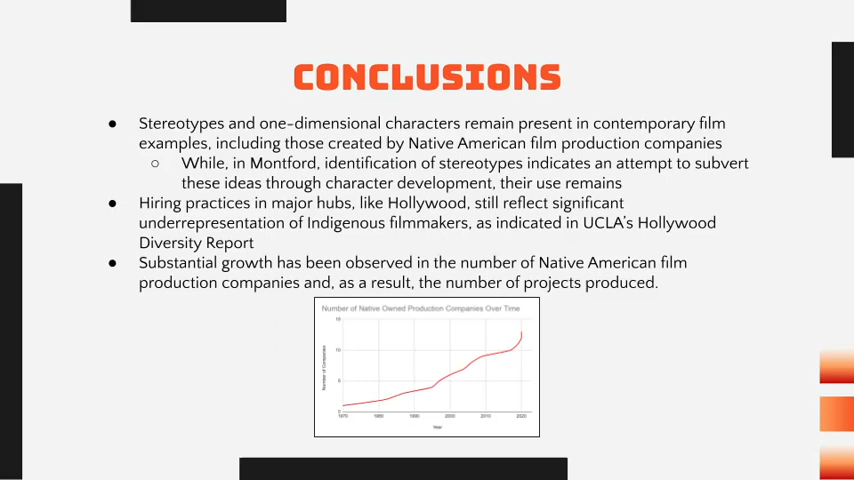 CONCLUSIONS
● Stereotypes and one-dimensional characters remain present in contemporary film
examples, including those created by Native American film production companies
○ While, in Montford, identification of stereotypes indicates an attempt to subvert
these ideas through character development, their use remains
● Hiring practices in major hubs, like Hollywood, still reflect significant
underrepresentation of Indigenous filmmakers, as indicated in UCLA's Hollywood
Diversity Report
● Substantial growth has been observed in the number of Native American film
production companies and, as a result, the number of projects produced.
Number of Native Owned Production Companies Over Time
15
10
5
0
Number of Companies
1970 1980 1990 2000 2010 2020
Year